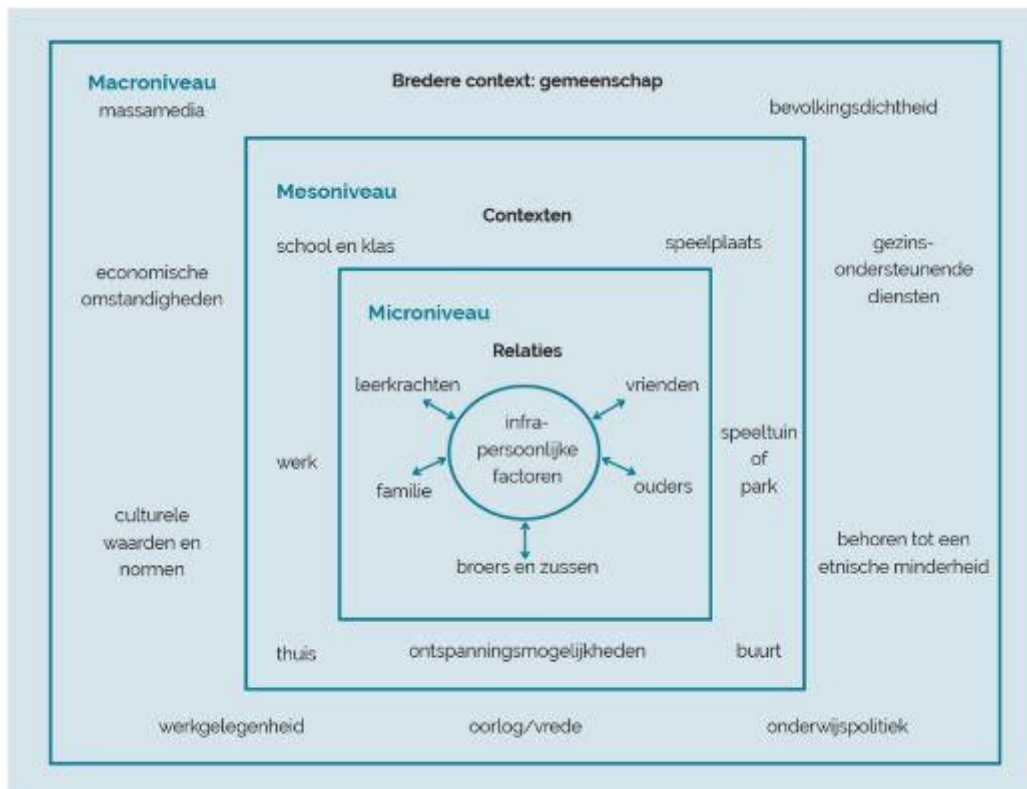 Macroniveau
massamedia
Bredere context: gemeenschap
bevolkingsdichtheid
Mesoniveau
Contexten
school en klas
speelplaats
economische
omstandigheden
gezins-
ondersteunende
diensten
Microniveau
Relaties
leerkrachten
vrienden
infra-
persoonlijke
factoren
werk
speeltuin
of
park
familie
ouders
culturele
waarden en
normen
behoren tot een
etnische minderheid
broers en zussen
thuis
ontspanningsmogelijkheden
buurt
werkgelegenheid
oorlog/vrede
onderwijspolitiek